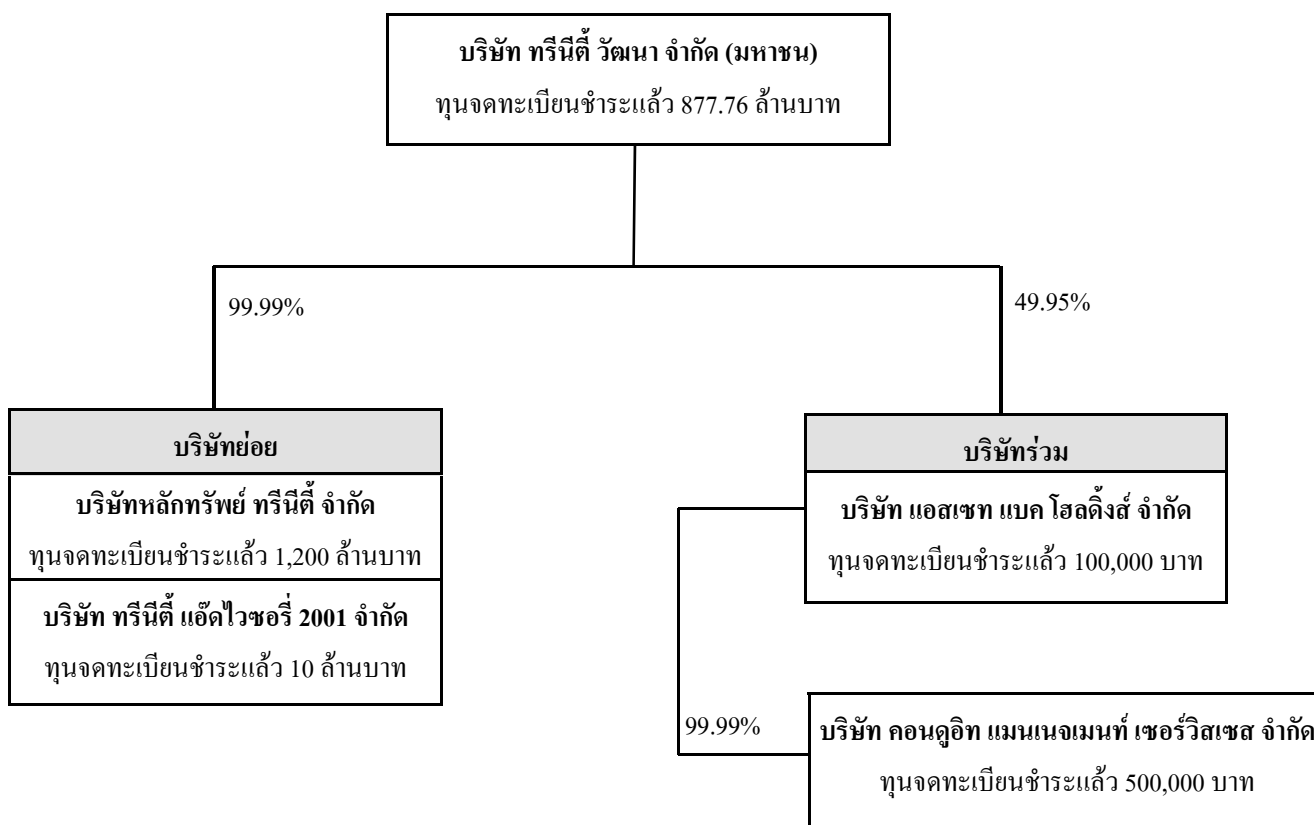 บริษัท ทรีนีตี้ วัฒนา จำกัด (มหาชน)
ทุนจดทะเบียนชำระแล้ว 877.76 ล้านบาท
99.99%
49.95%
บริษัทย่อย
บริษัทหลักทรัพย์ ทรีนีตี้ จำกัด
ทุนจดทะเบียนชำระแล้ว 1,200 ล้านบาท
บริษัท ทรีนีตี้ แอ๊ดไวซอรี่ 2001 จำกัด
ทุนจดทะเบียนชำระแล้ว 10 ล้านบาท
บริษัทร่วม
บริษัท แอสเซท แบค โฮลดิ้งส์ จำกัด
ทุนจดทะเบียนชำระแล้ว 100,000 บาท
99.99%
บริษัท คอนดูอิท แมนเนจเมนท์ เซอร์วิสเซส จำกัด
ทุนจดทะเบียนชำระแล้ว 500,000 บาท